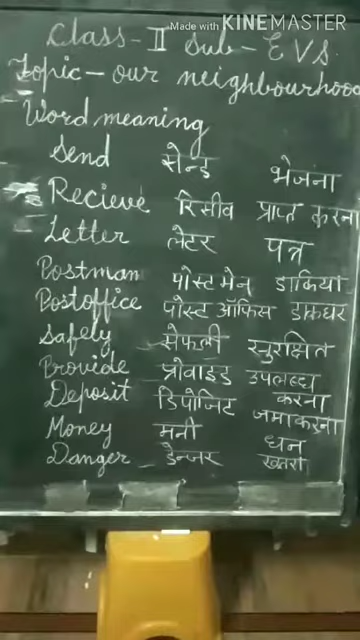 Made with KINEMASTER
Class - II Sub - EVS.
Topic - our neighbourhood
Word meaning
Send सेन्ड भेजना
Recieve रिसीव प्राप्त करना
Letter लेटर पत्र
Postman पोस्टमेन डाकिया
Postoffice पोस्ट ऑफिस डाकघर
Safely सेफली सुरक्षित
Provide प्रोवाइड उपलब्ध करना
Deposit डिपोजिट जमा करना
Money मनी धन
Danger डेन्जर खतरा